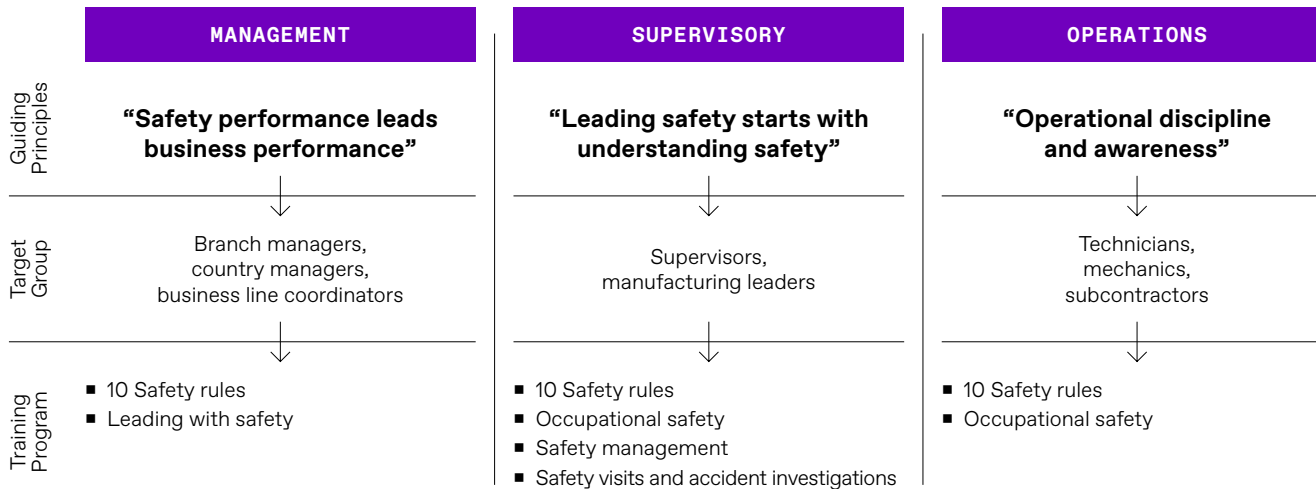 MANAGEMENT
SUPERVISORY
OPERATIONS
Guiding
Principles
“Safety performance leads
business performance”
“Leading safety starts with
understanding safety”
“Operational discipline
and awareness”
Target
Group
Branch managers,
country managers,
business line coordinators
Supervisors,
manufacturing leaders
Technicians,
mechanics,
subcontractors
Training
Program
▪ 10 Safety rules
▪ Leading with safety
▪ 10 Safety rules
▪ Occupational safety
▪ Safety management
▪ Safety visits and accident investigations
▪ 10 Safety rules
▪ Occupational safety